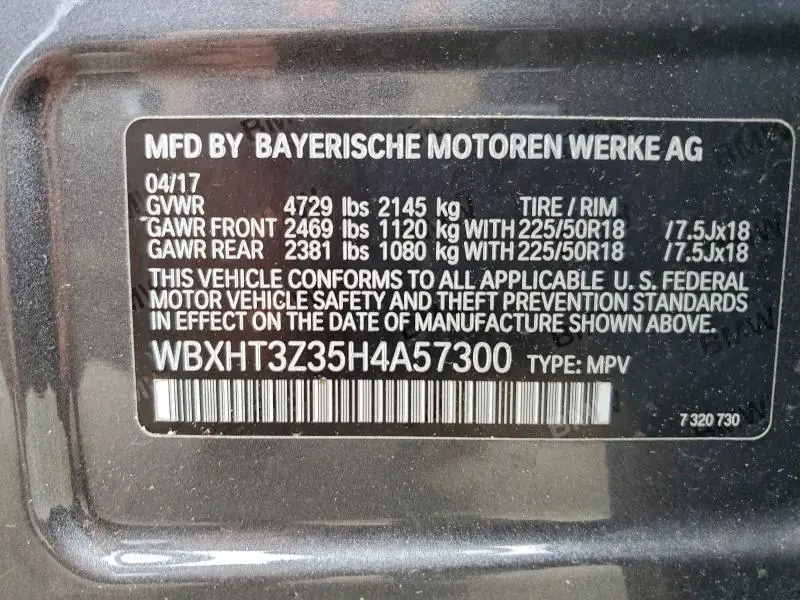 MFD BY BAYERISCHE MOTOREN WERKE AG
04/17
GVWR 4729 lbs 2145 kg TIRE / RIM
GAWR FRONT 2469 lbs 1120 kg WITH 225/50R18 /7.5Jx18
GAWR REAR 2381 lbs 1080 kg WITH 225/50R18 /7.5Jx18
THIS VEHICLE CONFORMS TO ALL APPLICABLE U. S. FEDERAL
MOTOR VEHICLE SAFETY AND THEFT PREVENTION STANDARDS
IN EFFECT ON THE DATE OF MANUFACTURE SHOWN ABOVE.
WBXHT3Z35H4A57300 TYPE: MPV
7 320 730